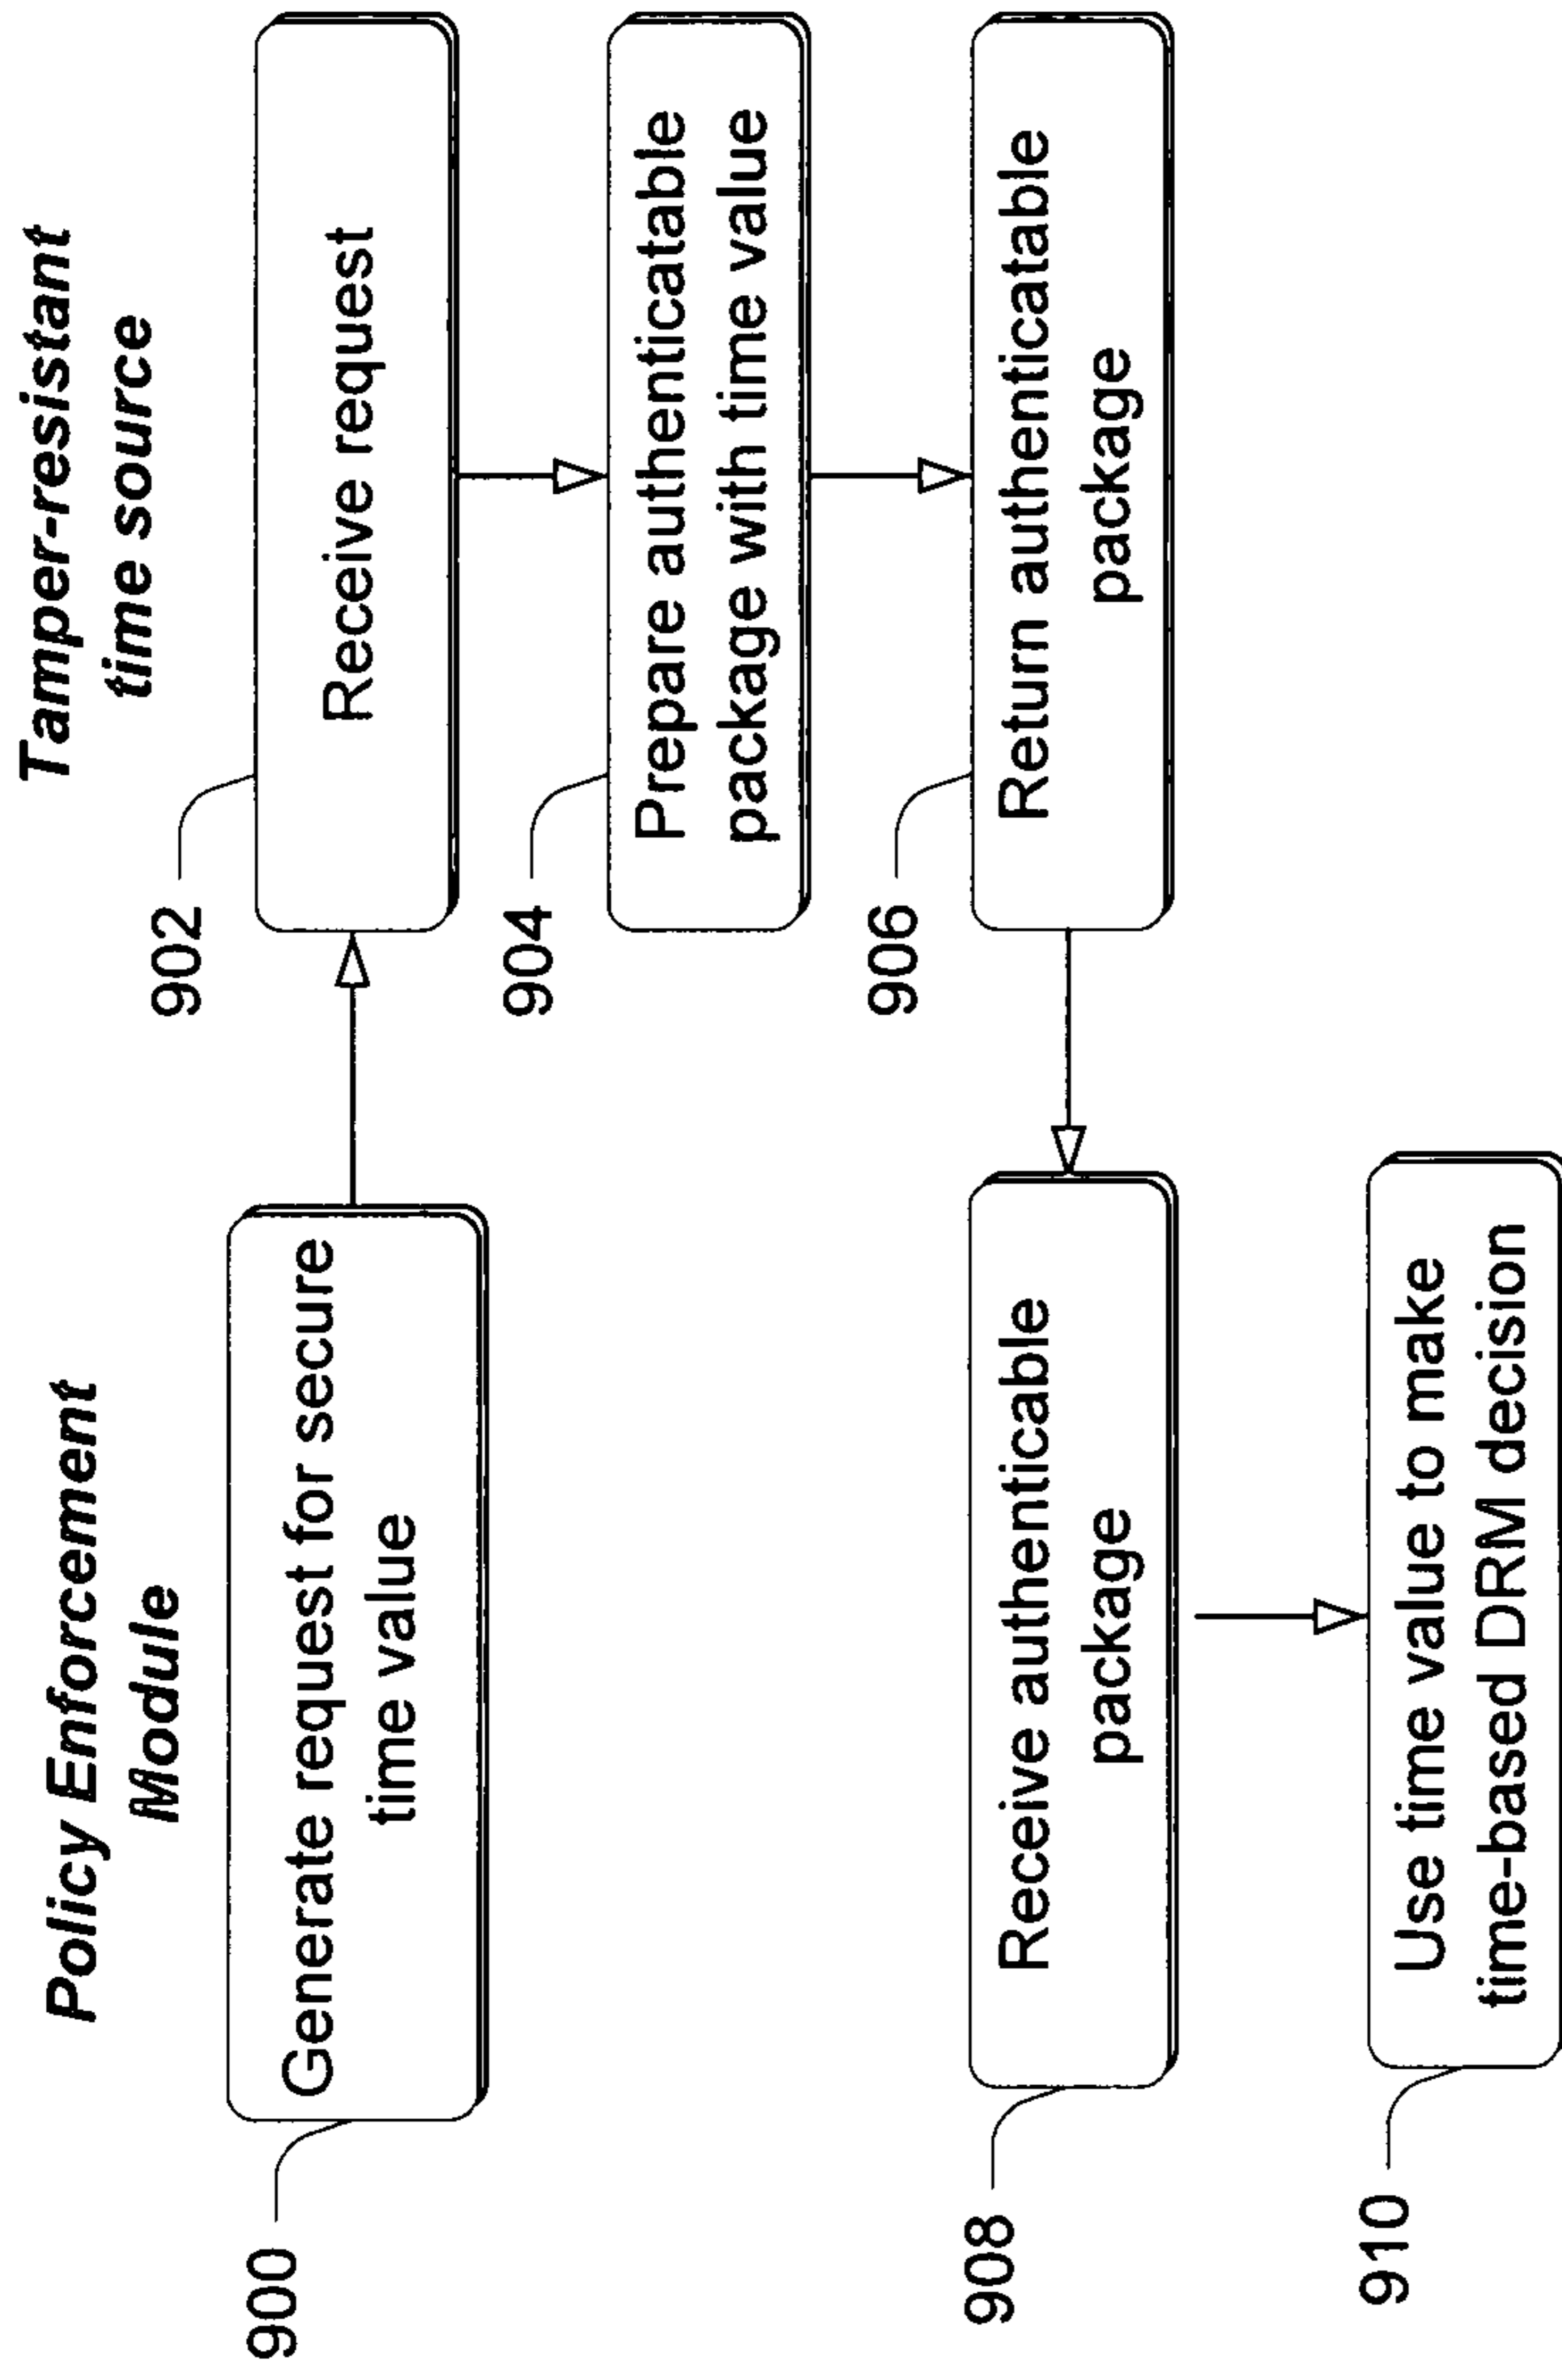 Policy Enforcement
Module
900
Generate request for secure
time value
Tamper-resistant
time source
902
Receive request
904
Prepare authenticatable
package with time value
906
Return authenticatable
package
908
Receive authenticable
package
910
Use time value to make
time-based DRM decision